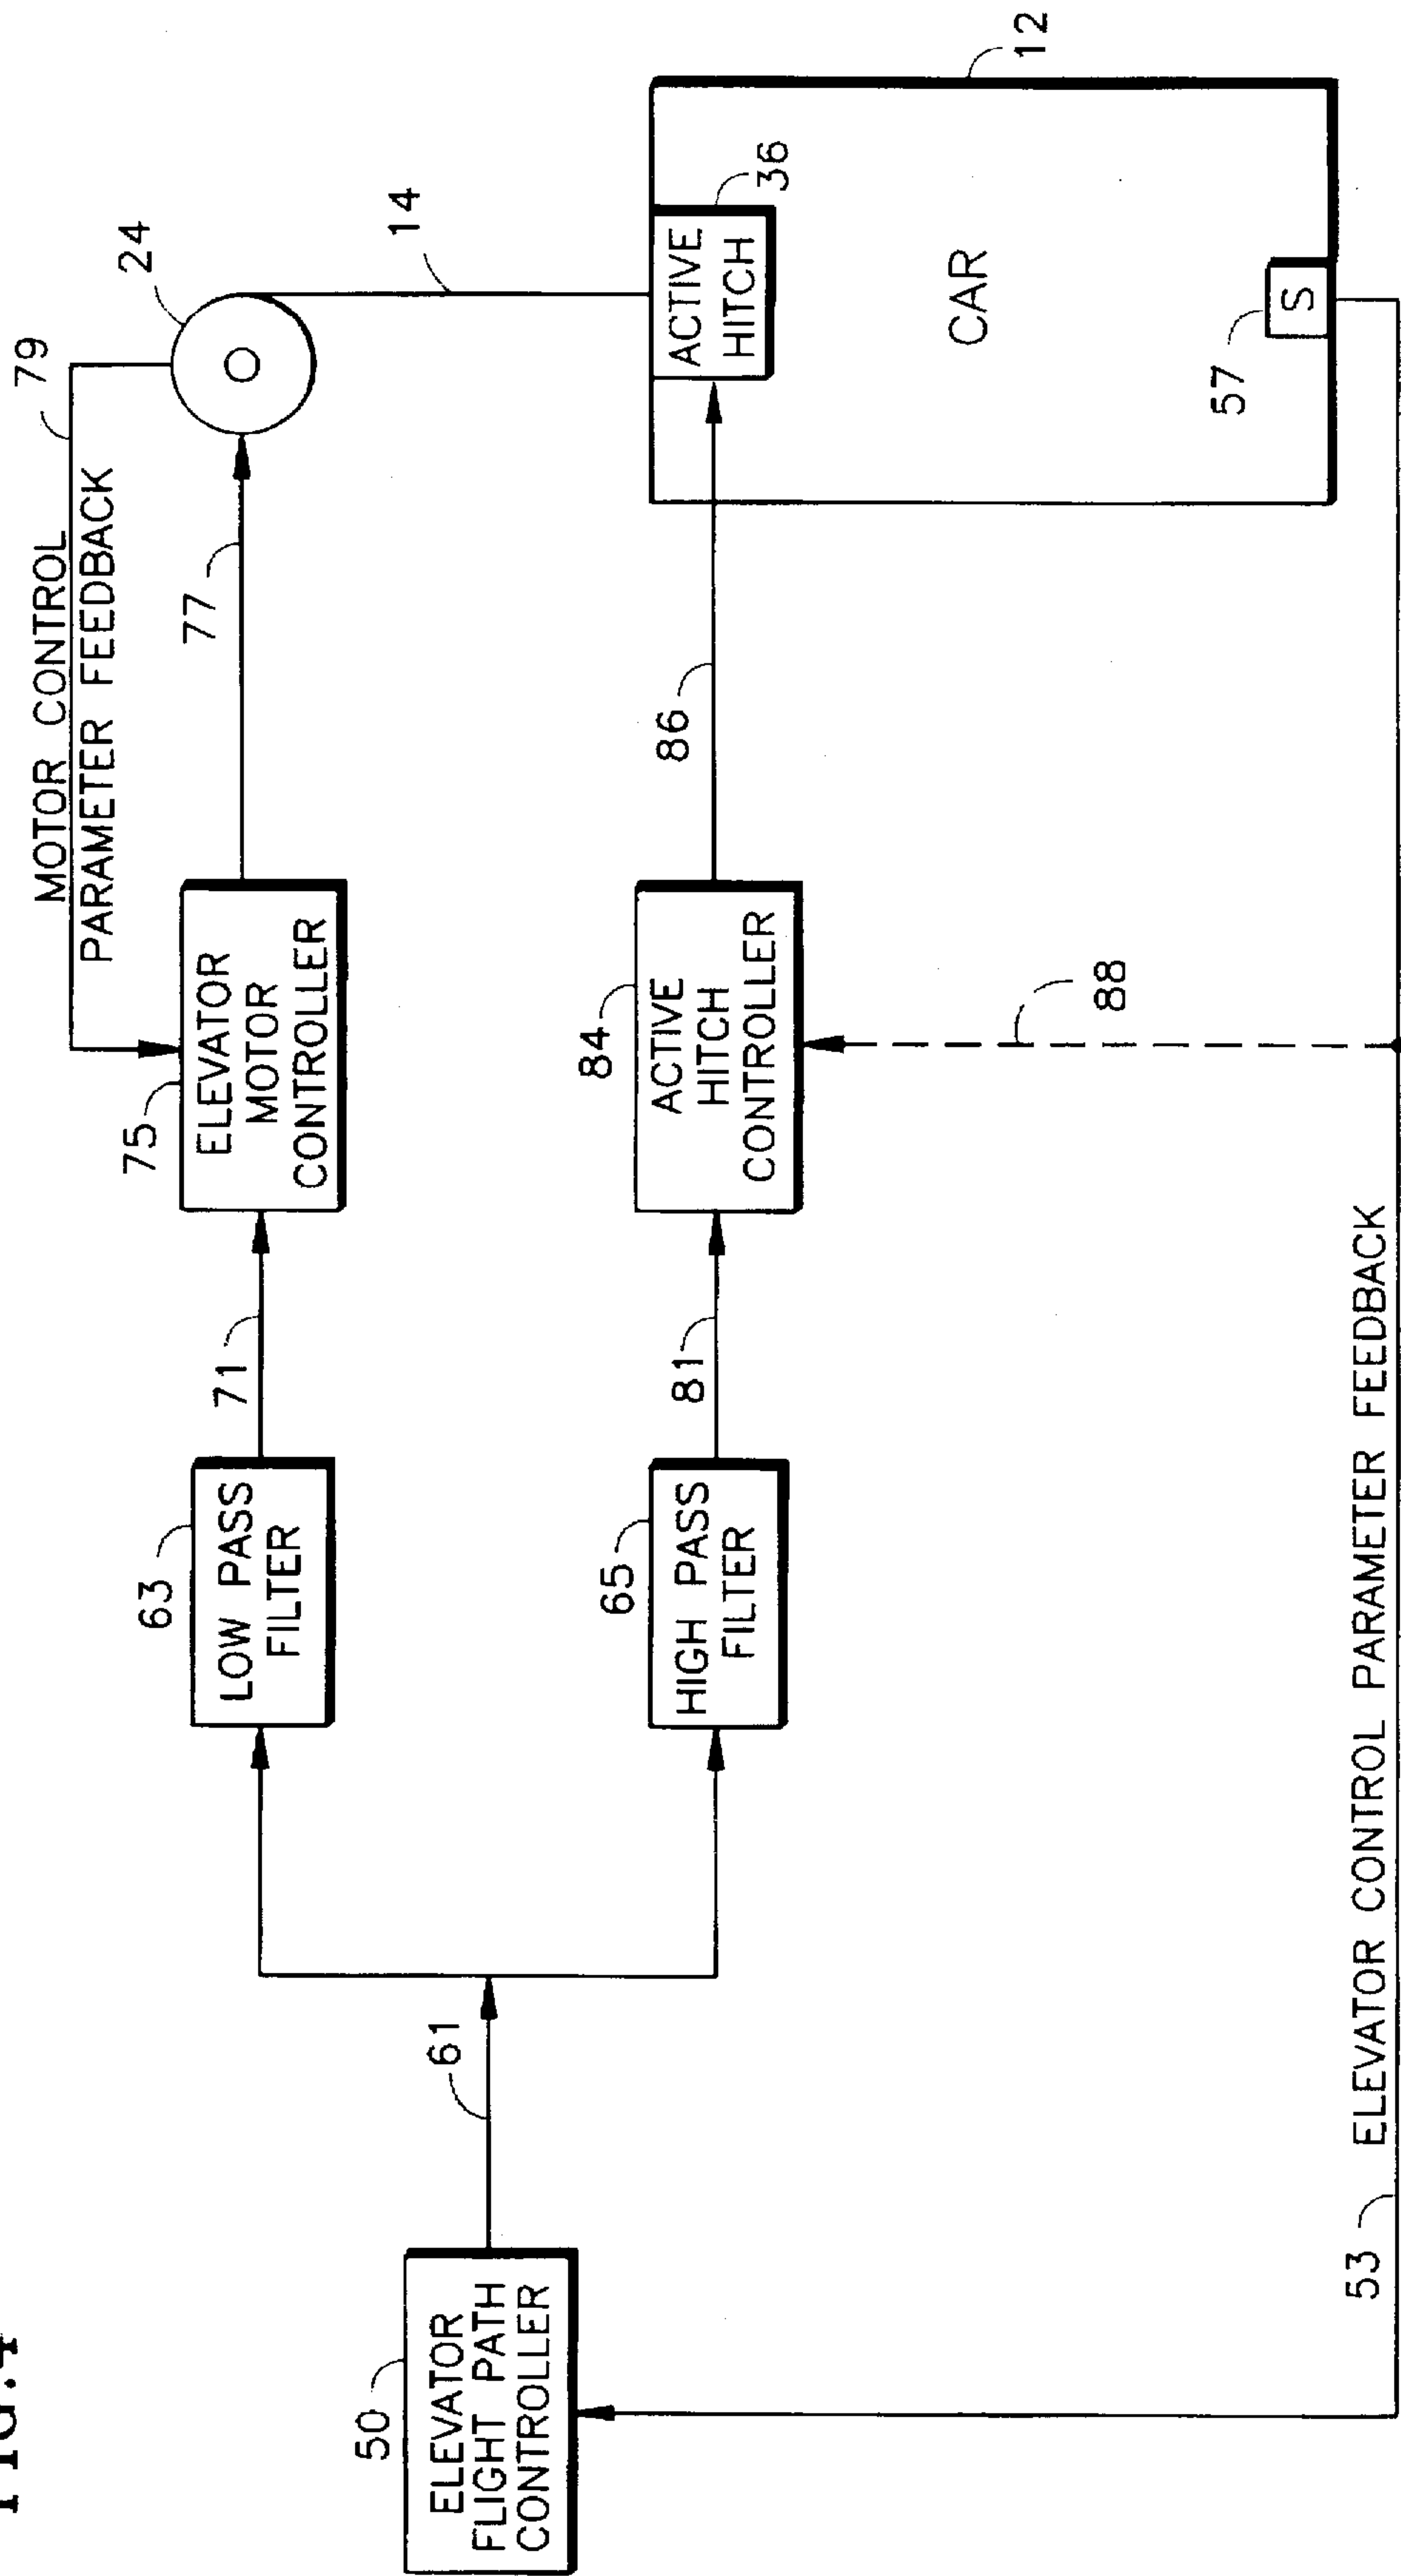 FIG.4
MOTOR CONTROL
PARAMETER FEEDBACK
79
24
14
77
75
ELEVATOR
MOTOR
CONTROLLER
71
63
LOW PASS
FILTER
61
50
ELEVATOR
FLIGHT PATH
CONTROLLER
65
HIGH PASS
FILTER
81
84
ACTIVE
HITCH
CONTROLLER
86
ACTIVE
HITCH
36
CAR
12
57
S
88
53
ELEVATOR CONTROL PARAMETER FEEDBACK